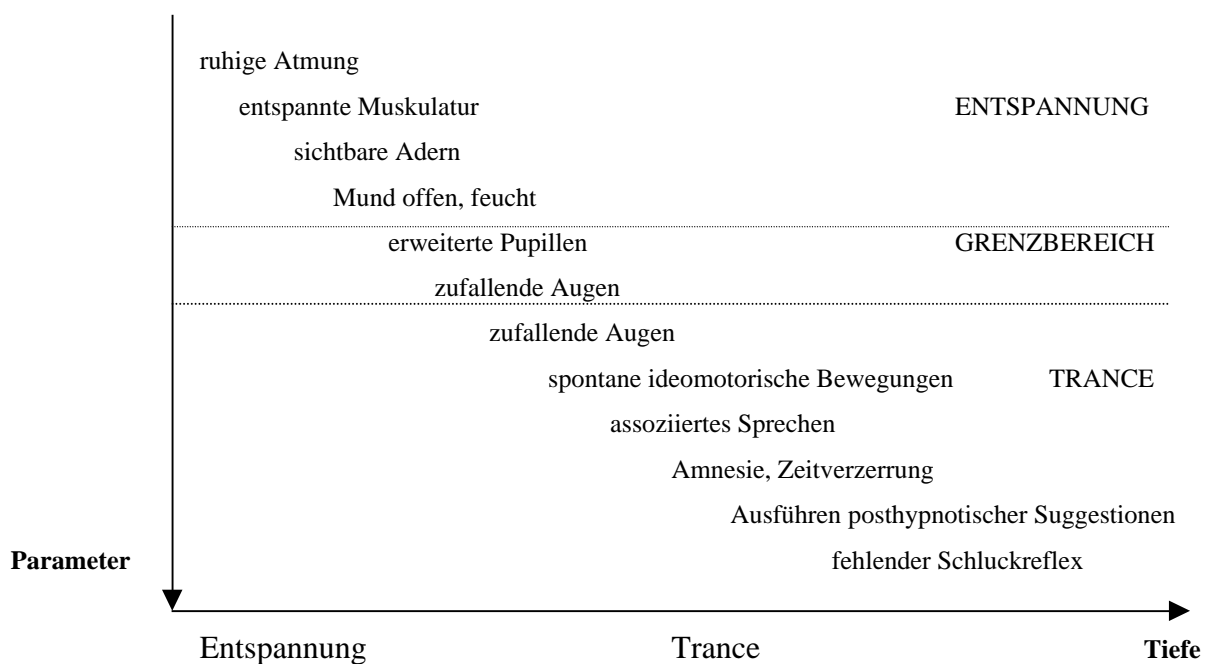 ruhige Atmung
entspannte Muskulatur ENTSPANNUNG
sichtbare Adern
Mund offen, feucht
erweiterte Pupillen GRENZBEREICH
zufallende Augen
zufallende Augen
spontane ideomotorische Bewegungen TRANCE
assoziiertes Sprechen
Amnesie, Zeitverzerrung
Ausführen posthypnotischer Suggestionen
Parameter fehlender Schluckreflex
Entspannung Trance Tiefe